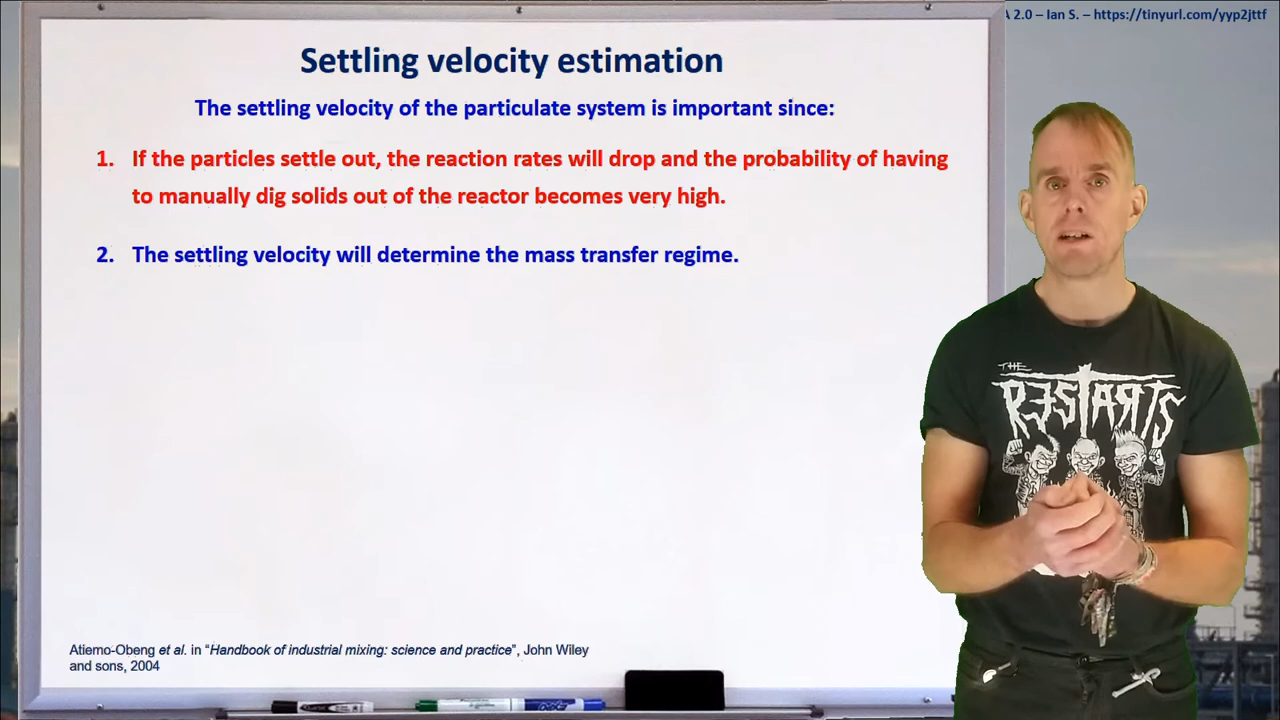 A 2.0 – Ian S. – https://tinyurl.com/yyp2jttf
Settling velocity estimation
The settling velocity of the particulate system is important since:
1. If the particles settle out, the reaction rates will drop and the probability of having
to manually dig solids out of the reactor becomes very high.
2. The settling velocity will determine the mass transfer regime.
THE
RESTARTS
Atiemo-Obeng et al. in “Handbook of industrial mixing: science and practice”, John Wiley
and sons, 2004